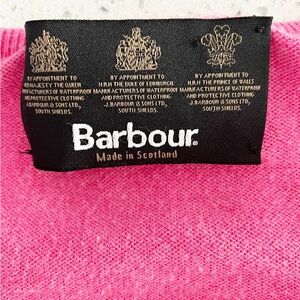 BY APPOINTMENT TO
HER MAJESTY THE QUEEN
MANUFACTURERS OF WATERPROOF
AND PROTECTIVE CLOTHING
J.BARBOUR & SONS LTD,
SOUTH SHIELDS.
BY APPOINTMENT TO
H.R.H THE DUKE OF EDINBURGH
MANUFACTURERS OF WATERPROOF
AND PROTECTIVE CLOTHING
J.BARBOUR & SONS LTD,
SOUTH SHIELDS.
BY APPOINTMENT TO
H.R.H THE PRINCE OF WALES
MANUFACTURERS OF WATERPROOF
AND PROTECTIVE CLOTHING
J.BARBOUR & SONS LTD,
SOUTH SHIELDS.
Barbour®
Made in Scotland